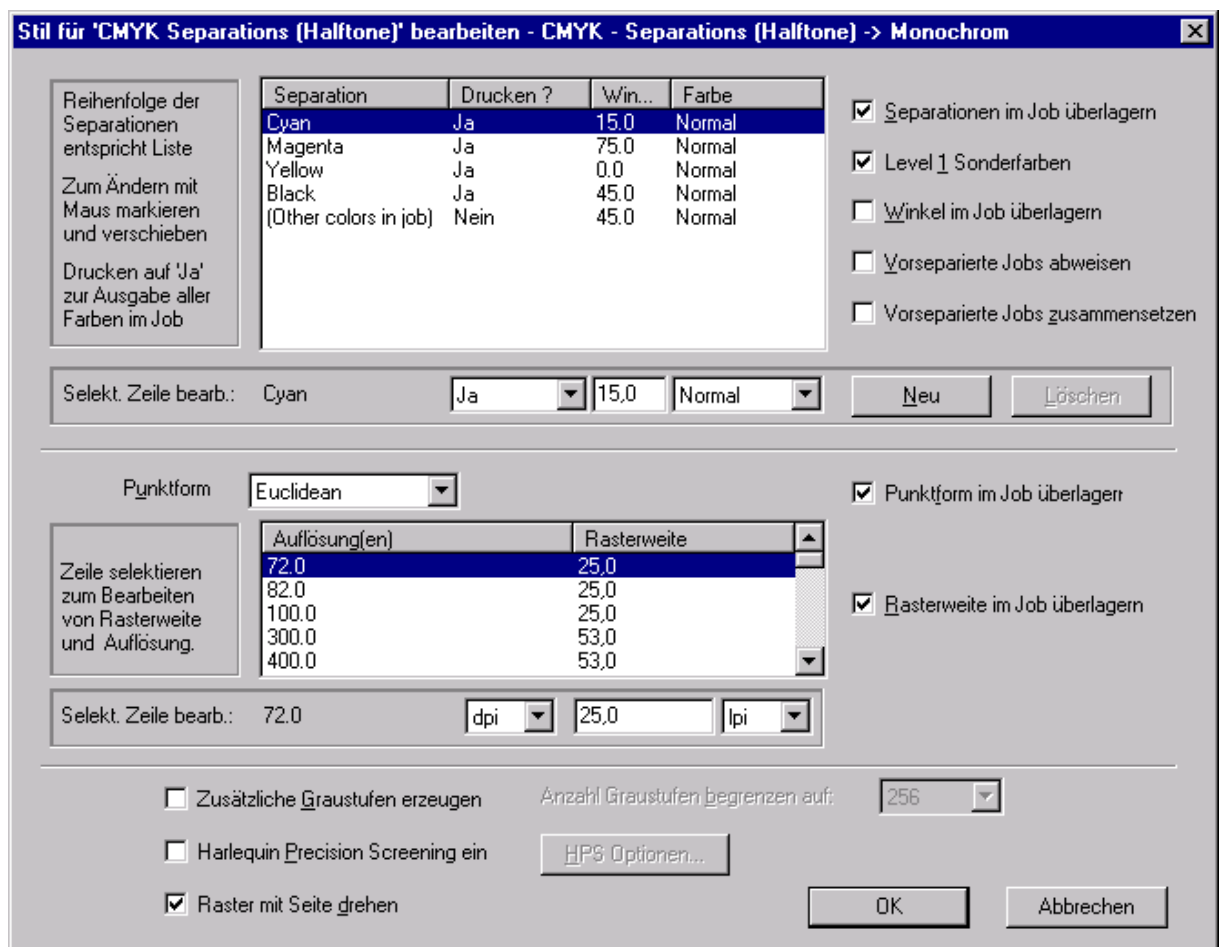 Stil für 'CMYK Separations (Halftone)' bearbeiten - CMYK - Separations (Halftone) -> Monochrom
Reihenfolge der
Separationen
entspricht Liste
Zum Ändern mit
Maus markieren
und verschieben
Drucken auf 'Ja'
zur Ausgabe aller
Farben im Job
Separation Drucken ? Win... Farbe
Cyan Ja 15.0 Normal
Magenta Ja 75.0 Normal
Yellow Ja 0.0 Normal
Black Ja 45.0 Normal
(Other colors in job) Nein 45.0 Normal
Separationen im Job überlagern
Level 1 Sonderfarben
Winkel im Job überlagern
Vorseparierte Jobs abweisen
Vorseparierte Jobs zusammensetzen
Selekt. Zeile bearb.: Cyan Ja 15,0 Normal Neu Löschen
Punktform Euclidean
Punktform im Job überlagerr
Zeile selektieren
zum Bearbeiten
von Rasterweite
und Auflösung.
Auflösung(en) Rasterweite
72.0 25,0
82.0 25,0
100.0 25,0
300.0 53,0
400.0 53,0
Rasterweite im Job überlagern
Selekt. Zeile bearb.: 72.0 dpi 25,0 lpi
Zusätzliche Graustufen erzeugen Anzahl Graustufen begrenzen auf: 256
Harlequin Precision Screening ein HPS Optionen...
Raster mit Seite drehen
OK Abbrechen